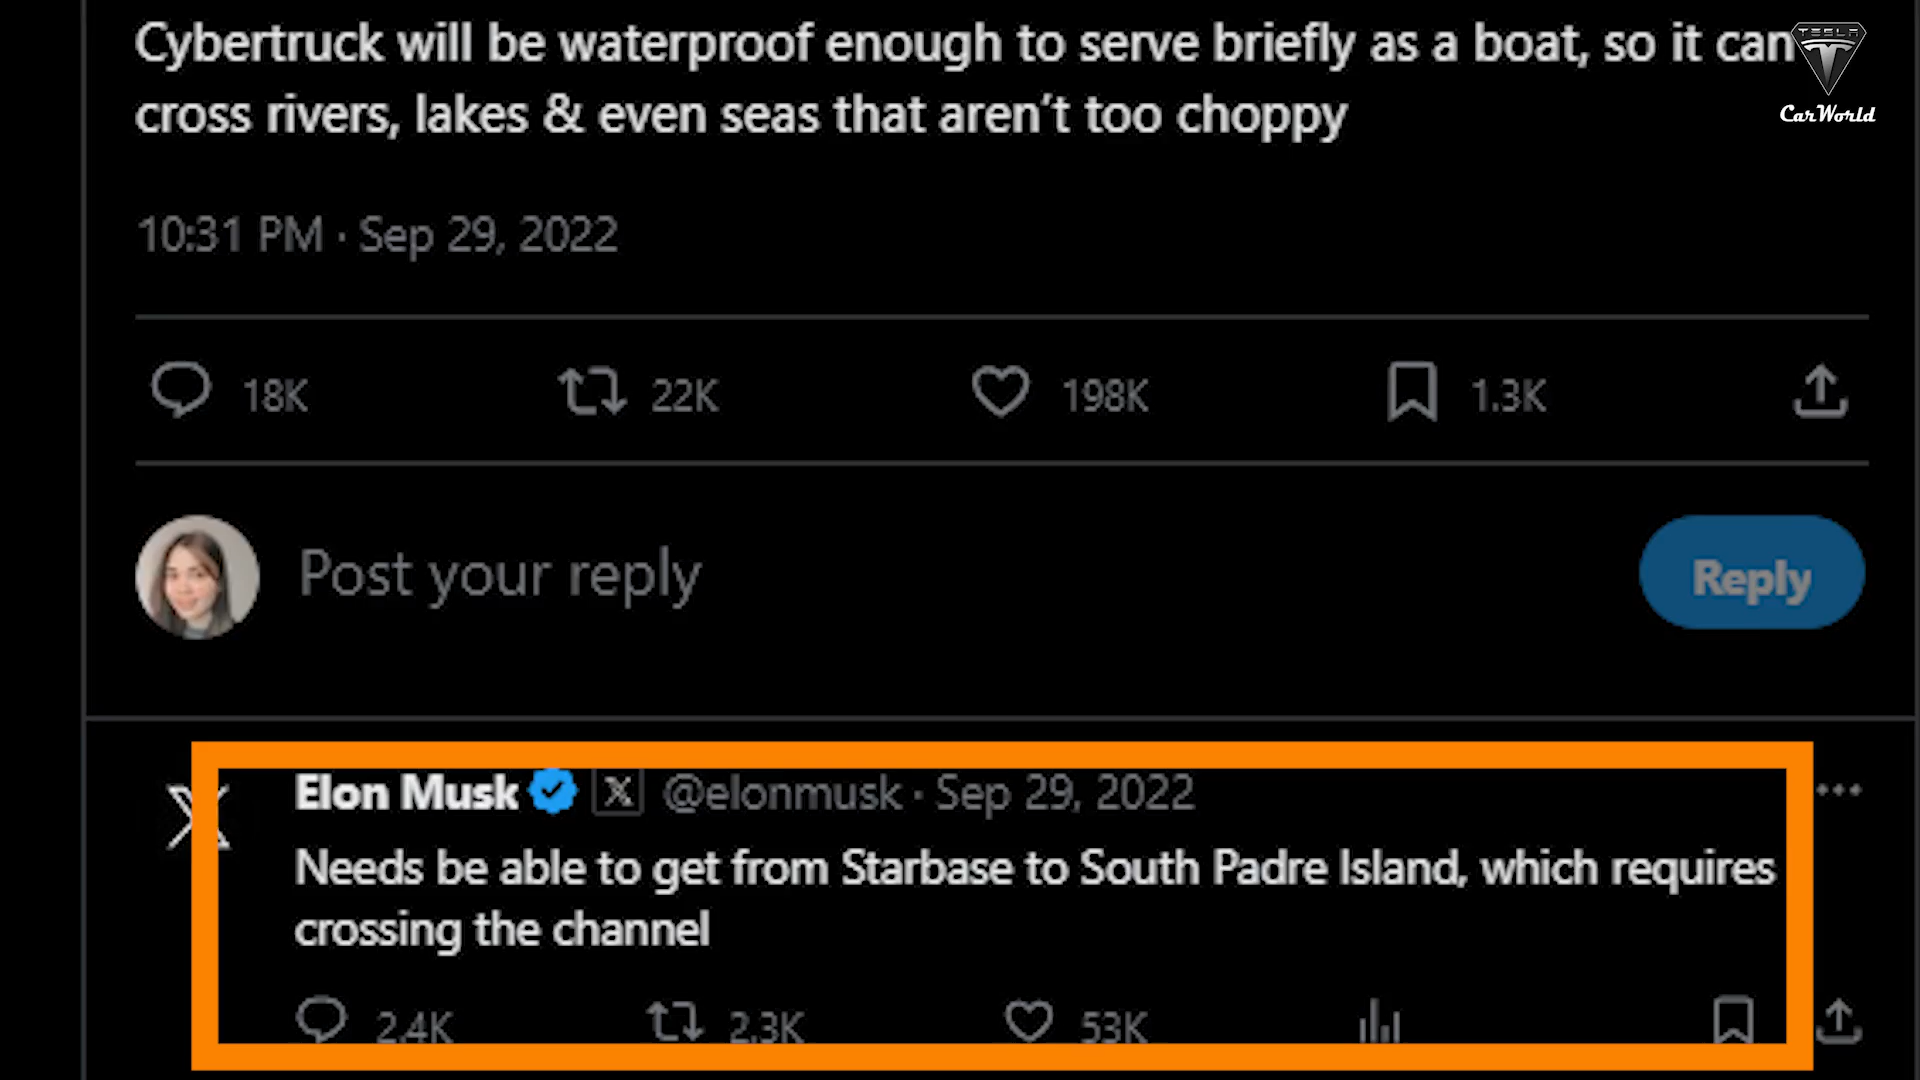 Cybertruck will be waterproof enough to serve briefly as a boat, so it can
cross rivers, lakes & even seas that aren't too choppy
TESLA
CarWorld
10:31 PM · Sep 29, 2022
18K 22K 198K 1.3K
Post your reply
Reply
Elon Musk @elonmusk · Sep 29, 2022
Needs be able to get from Starbase to South Padre Island, which requires
crossing the channel
2.4K 2.3K 53K